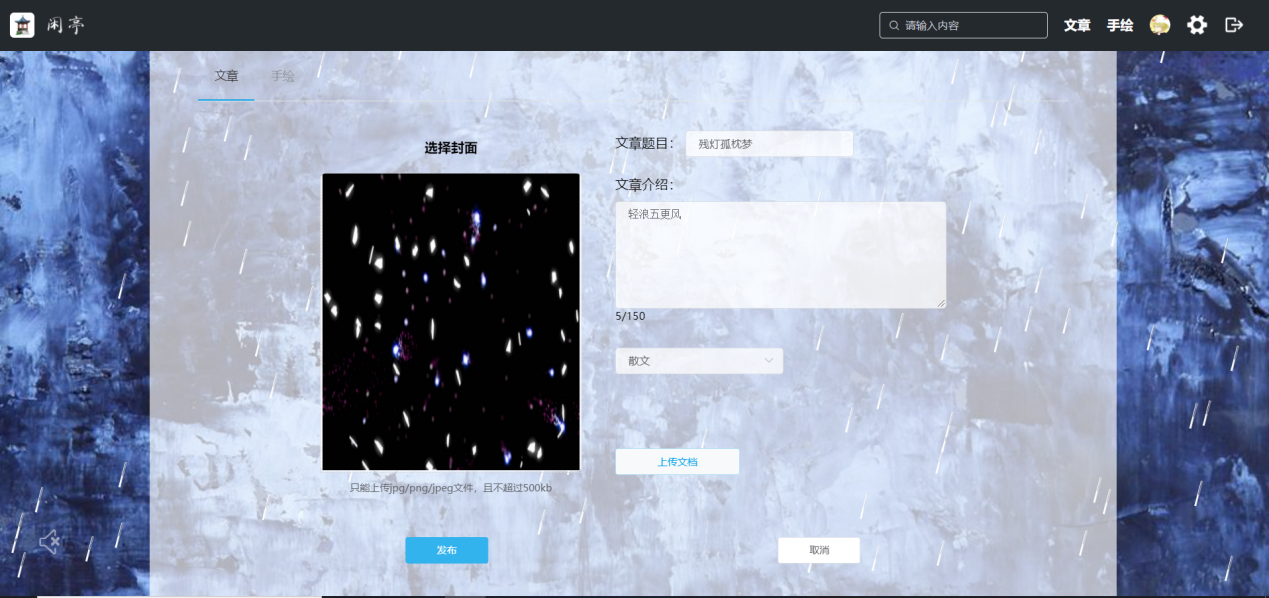 闲亭
请输入内容
文章
手绘
文章
手绘
选择封面
文章题目：
残灯孤枕梦
文章介绍：
轻浪五更风
5/150
散文
上传文档
只能上传jpg/png/jpeg文件，且不超过500kb
发布
取消